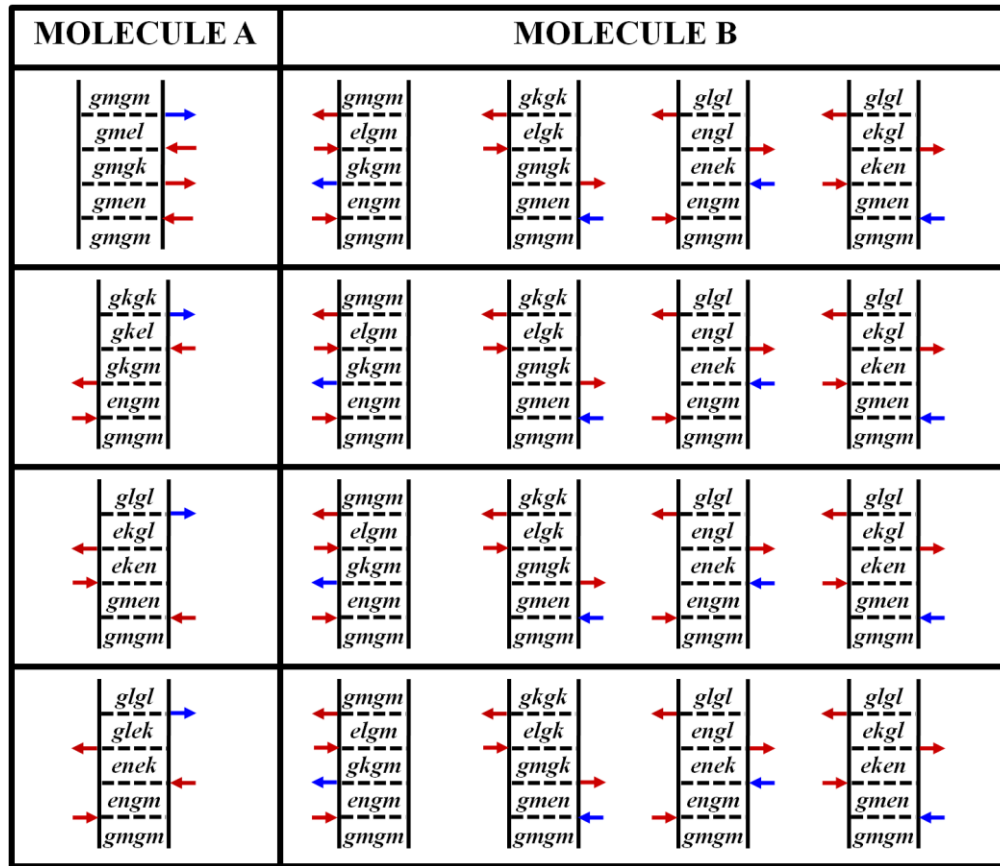 MOLECULE A MOLECULE B
gmgm gmgm gkgk glgl glgl
gmel elgm elgk engl ekgl
gmgk gkgm gmgk enek eken
gmen engm gmen engm gmen
gmgm gmgm gmgm gmgm gmgm
gkgk gmgm gkgk glgl glgl
gkel elgm elgk engl ekgl
gkgm gkgm gmgk enek eken
engm engm gmen engm gmen
gmgm gmgm gmgm gmgm gmgm
glgl gmgm gkgk glgl glgl
ekgl elgm elgk engl ekgl
eken gkgm gmgk enek eken
gmen engm gmen engm gmen
gmgm gmgm gmgm gmgm gmgm
glgl gmgm gkgk glgl glgl
glek elgm elgk engl ekgl
enek gkgm gmgk enek eken
engm engm gmen engm gmen
gmgm gmgm gmgm gmgm gmgm